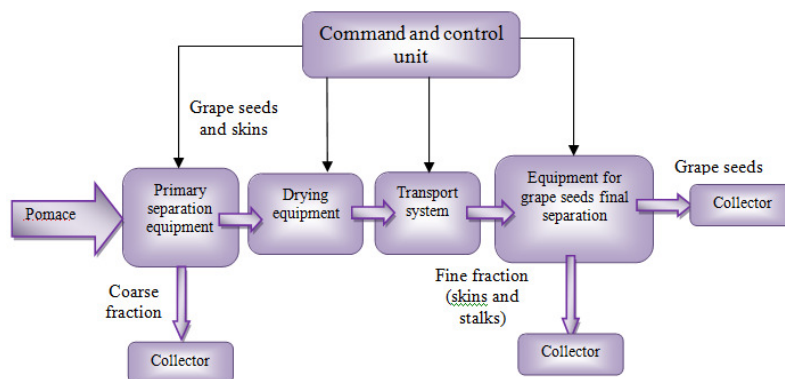 Command and control
unit
Grape seeds
and skins
Grape seeds
Pomace
Primary
separation
equipment
Drying
equipment
Transport
system
Equipment for
grape seeds final
separation
Collector
Coarse
fraction
Fine fraction
(skins and
stalks)
Collector
Collector